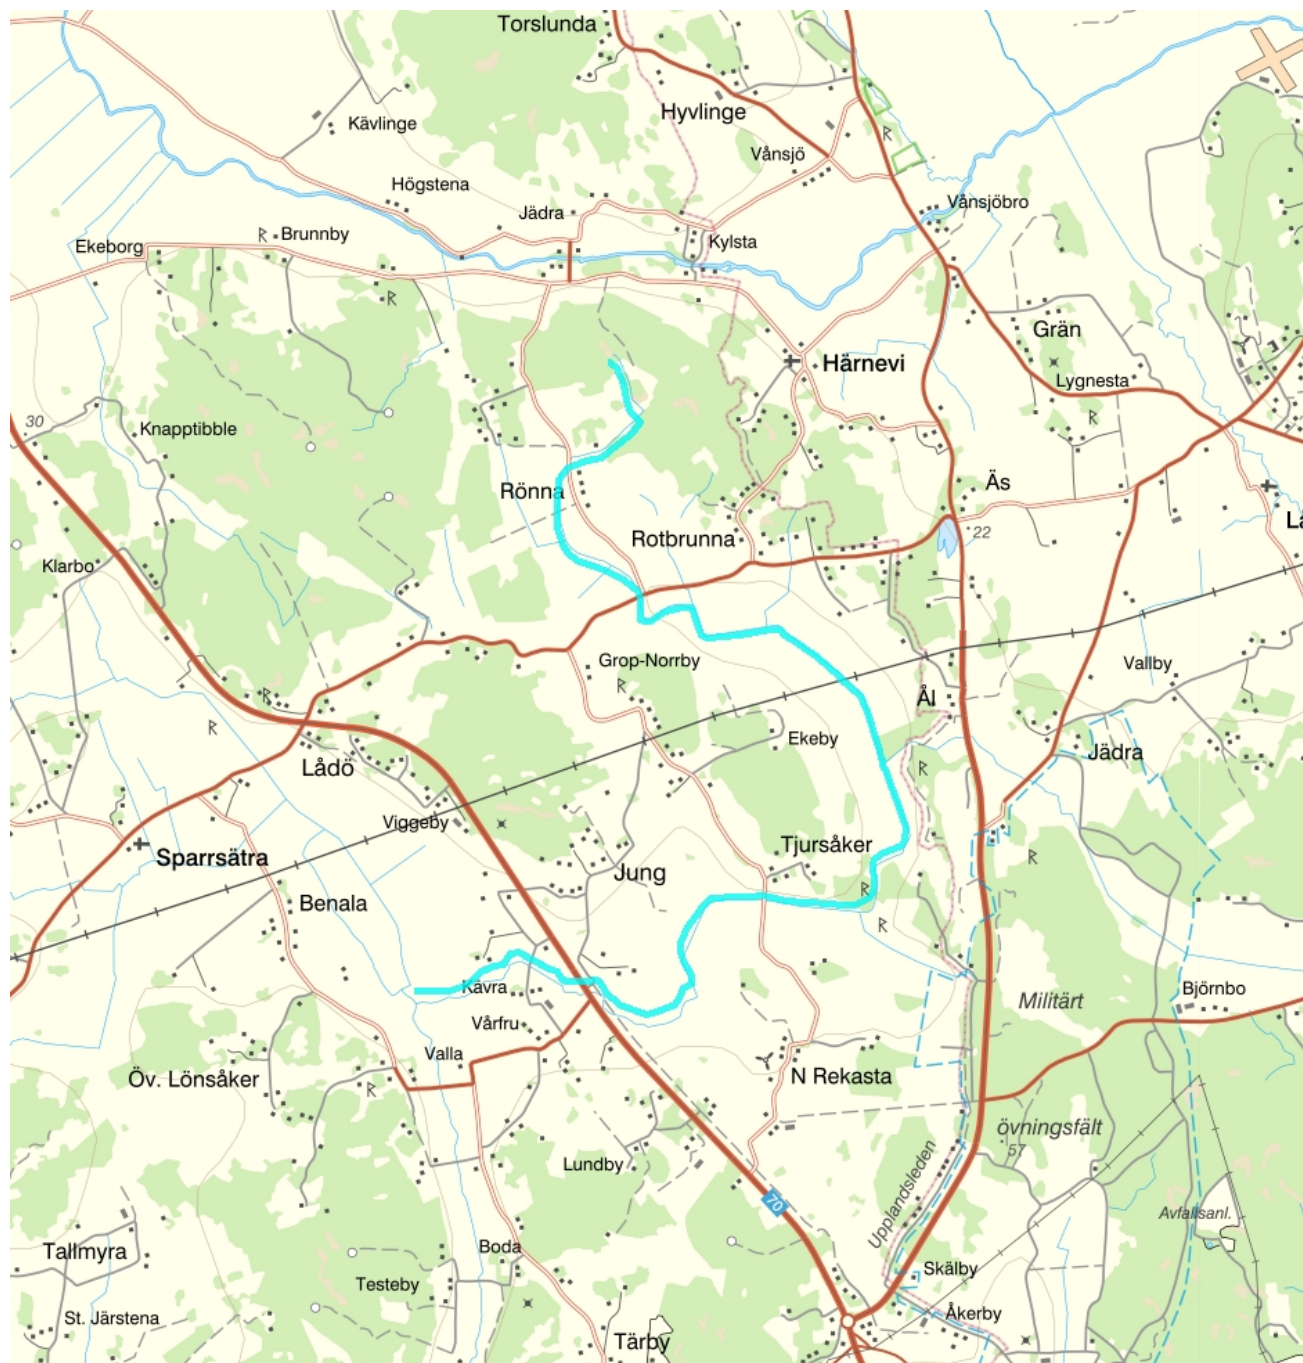 Torslunda
Hyvlinge
Kävlinge
Vånsjö
Högstena
Vånsjöbro
Jädra
Brunnby
Kylsta
Ekeborg
Grän
Härnevi
Lygnesta
30
Knapptibble
Äs
Rönna
Rotbrunna
22
Klarbo
Grop-Norrby
Vallby
Ål
Ekeby
Jädra
Lådö
Viggeby
Tjursåker
Sparrsätra
Jung
Benala
Kävra
Björnbo
Militärt
Vårfru
Valla
Öv. Lönsåker
N Rekasta
övningsfält
57
Lundby
Upplandsleden
70
Avfallsanl.
Boda
Tallmyra
Skälby
Testeby
Åkerby
St. Järstena
Tärby